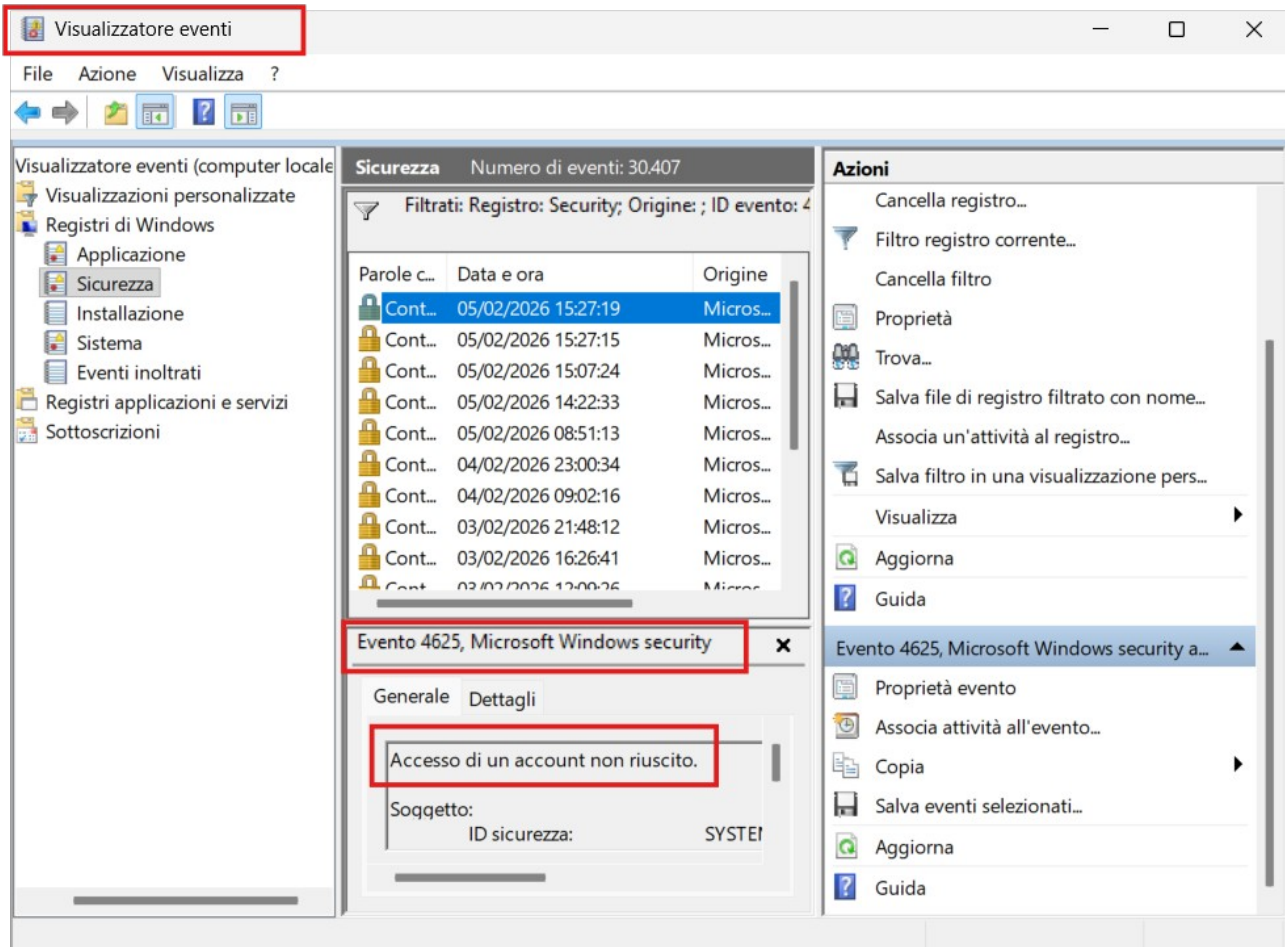 Visualizzatore eventi
File Azione Visualizza ?
Visualizzatore eventi (computer locale
Visualizzazioni personalizzate
Registri di Windows
Applicazione
Sicurezza
Installazione
Sistema
Eventi inoltrati
Registri applicazioni e servizi
Sottoscrizioni
Sicurezza Numero di eventi: 30.407
Filtrati: Registro: Security; Origine: ; ID evento: 4
Parole c... Data e ora Origine
Cont... 05/02/2026 15:27:19 Micros...
Cont... 05/02/2026 15:27:15 Micros...
Cont... 05/02/2026 15:07:24 Micros...
Cont... 05/02/2026 14:22:33 Micros...
Cont... 05/02/2026 08:51:13 Micros...
Cont... 04/02/2026 23:00:34 Micros...
Cont... 04/02/2026 09:02:16 Micros...
Cont... 03/02/2026 21:48:12 Micros...
Cont... 03/02/2026 16:26:41 Micros...
Cont... 03/02/2026 12:09:26 Micros...
Evento 4625, Microsoft Windows security
Generale Dettagli
Accesso di un account non riuscito.
Soggetto:
ID sicurezza: SYSTEM
Azioni
Cancella registro...
Filtro registro corrente...
Cancella filtro
Proprietà
Trova...
Salva file di registro filtrato con nome...
Associa un'attività al registro...
Salva filtro in una visualizzazione pers...
Visualizza
Aggiorna
Guida
Evento 4625, Microsoft Windows security a...
Proprietà evento
Associa attività all'evento...
Copia
Salva eventi selezionati...
Aggiorna
Guida